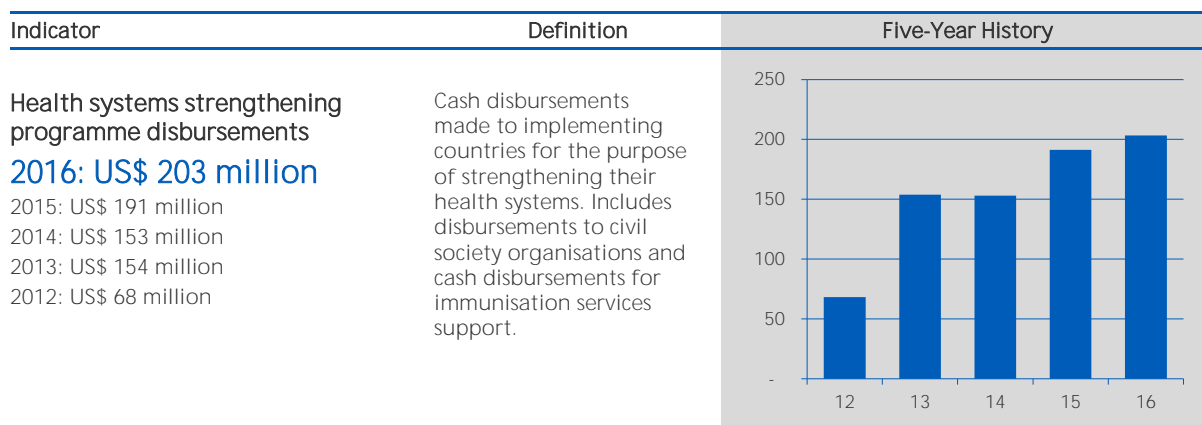 Indicator
Definition
Five-Year History
Health systems strengthening
programme disbursements
2016: US$ 203 million
2015: US$ 191 million
2014: US$ 153 million
2013: US$ 154 million
2012: US$ 68 million
Cash disbursements
made to implementing
countries for the purpose
of strengthening their
health systems. Includes
disbursements to civil
society organisations and
cash disbursements for
immunisation services
support.
250
200
150
100
50
-
12
13
14
15
16